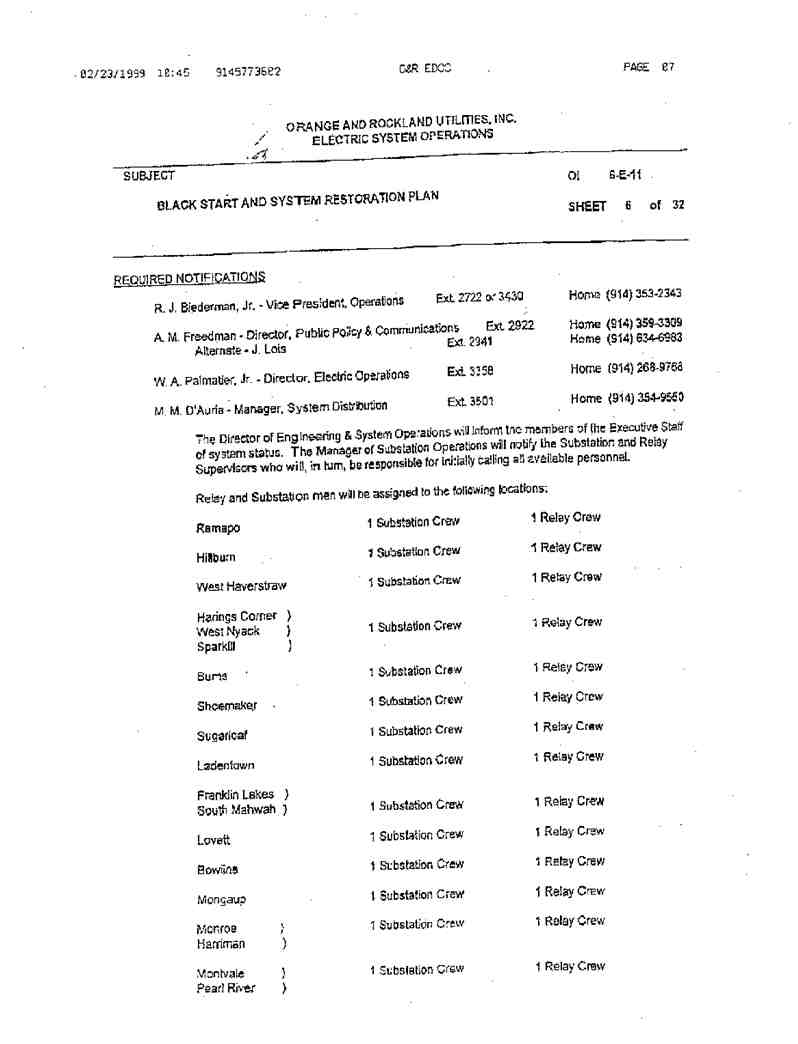 02/23/1999 10:45 9145773602 O&R EDCC PAGE 07
ORANGE AND ROCKLAND UTILITIES, INC.
ELECTRIC SYSTEM OPERATIONS
SUBJECT OI 6-E-11
BLACK START AND SYSTEM RESTORATION PLAN SHEET 6 of 32
REQUIRED NOTIFICATIONS
R. J. Biederman, Jr. - Vice President, Operations Ext. 2722 or 3430 Home (914) 353-2343
A. M. Freedman - Director, Public Policy & Communications Ext. 2922 Home (914) 359-3309
Alternate - J. Lois Ext. 2941 Home (914) 634-6983
W. A. Palmatier, Jr. - Director, Electric Operations Ext. 3358 Home (914) 268-9768
M. M. D'Auria - Manager, System Distribution Ext. 3501 Home (914) 354-9550
The Director of Engineering & System Operations will inform the members of the Executive Staff
of system status. The Manager of Substation Operations will notify the Substation and Relay
Supervisors who will, in turn, be responsible for initially calling all available personnel.
Relay and Substation men will be assigned to the following locations:
Ramapo 1 Substation Crew 1 Relay Crew
Hillburn 1 Substation Crew 1 Relay Crew
West Haverstraw 1 Substation Crew 1 Relay Crew
Harings Corner )
West Nyack ) 1 Substation Crew 1 Relay Crew
Sparkill )
Burns 1 Substation Crew 1 Relay Crew
Shoemaker 1 Substation Crew 1 Relay Crew
Sugarloaf 1 Substation Crew 1 Relay Crew
Ladentown 1 Substation Crew 1 Relay Crew
Franklin Lakes )
South Mahwah ) 1 Substation Crew 1 Relay Crew
Lovett 1 Substation Crew 1 Relay Crew
Bowline 1 Substation Crew 1 Relay Crew
Mongaup 1 Substation Crew 1 Relay Crew
Monroe ) 1 Substation Crew 1 Relay Crew
Harriman )
Montvale ) 1 Substation Crew 1 Relay Crew
Pearl River )